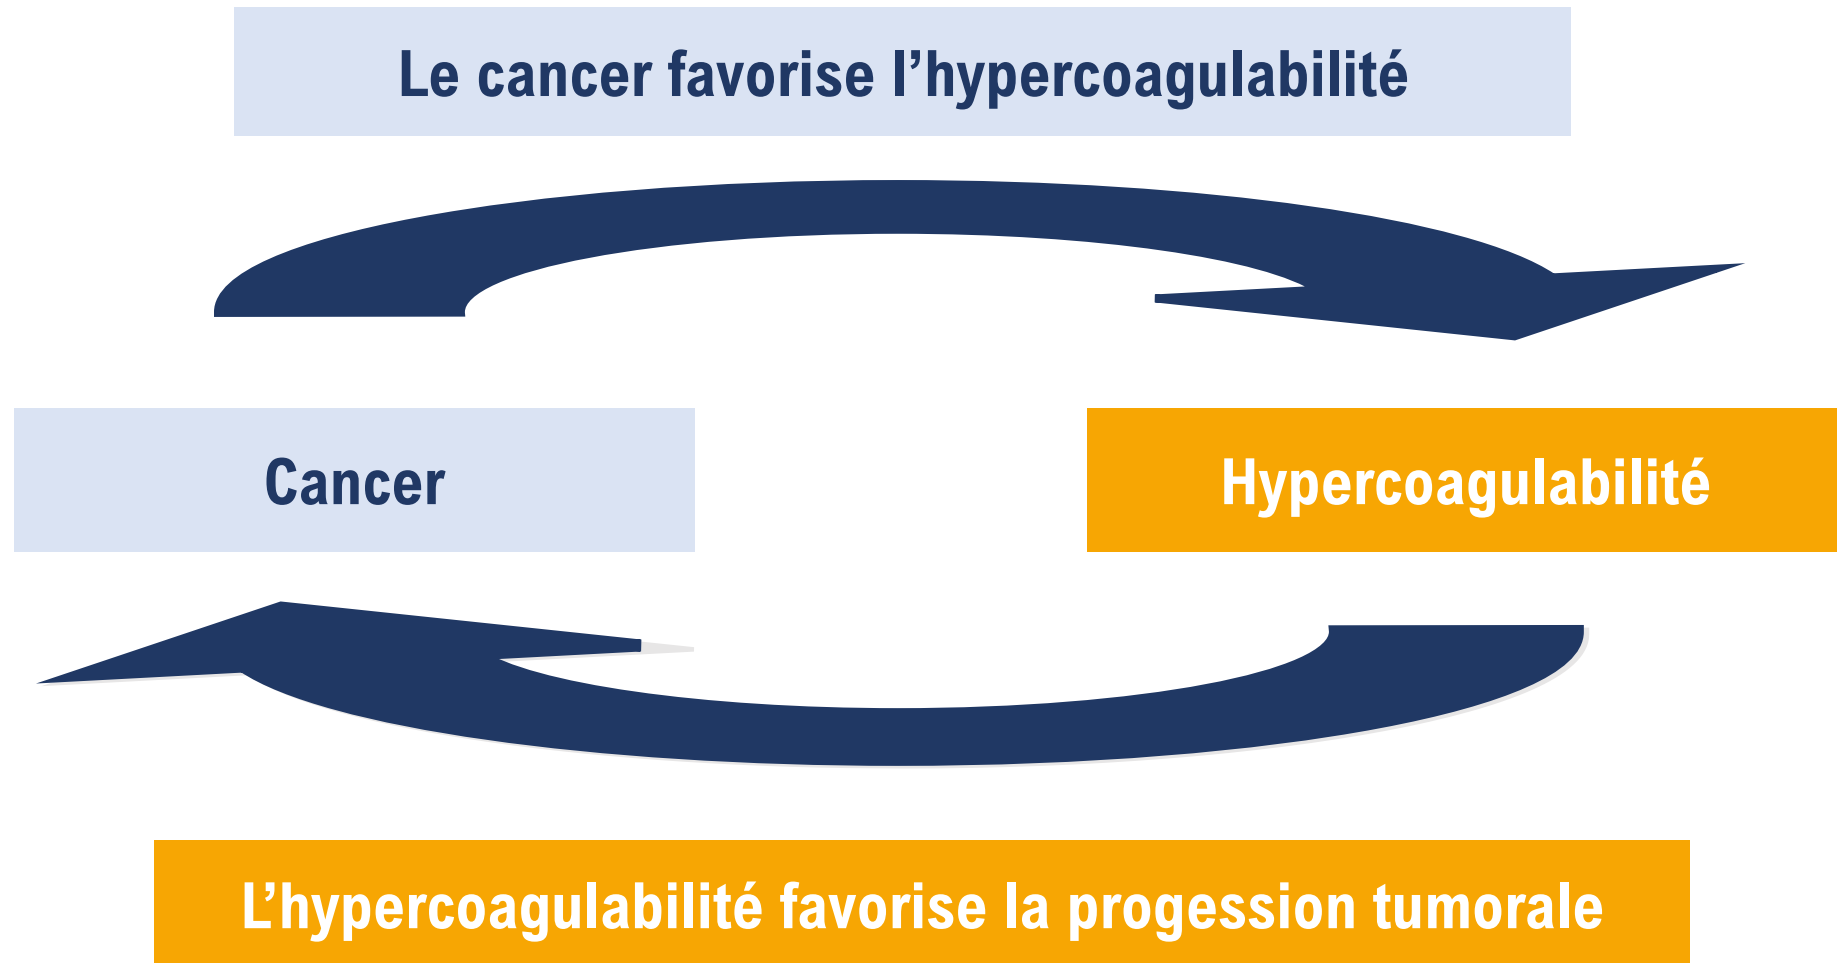 Le cancer favorise l’hypercoagulabilité
Cancer
Hypercoagulabilité
L’hypercoagulabilité favorise la progession tumorale